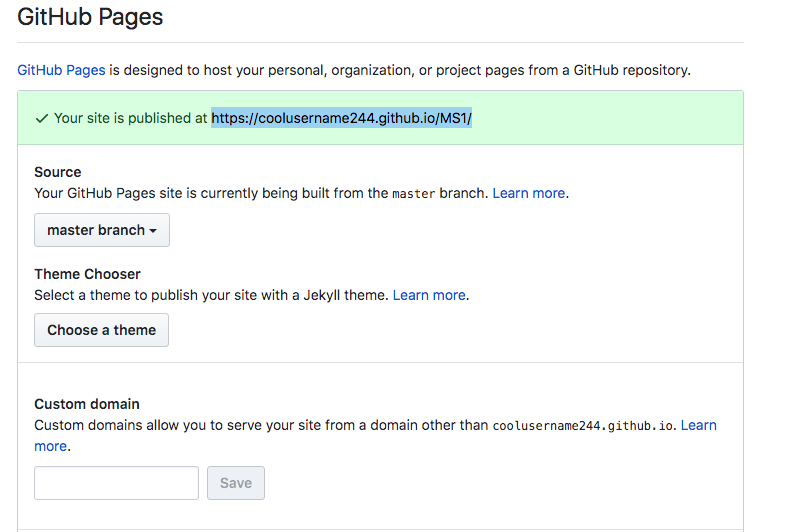 GitHub Pages
GitHub Pages is designed to host your personal, organization, or project pages from a GitHub repository.
Your site is published at https://coolusername244.github.io/MS1/
Source
Your GitHub Pages site is currently being built from the master branch. Learn more.
master branch
Theme Chooser
Select a theme to publish your site with a Jekyll theme. Learn more.
Choose a theme
Custom domain
Custom domains allow you to serve your site from a domain other than coolusername244.github.io. Learn
more.
Save